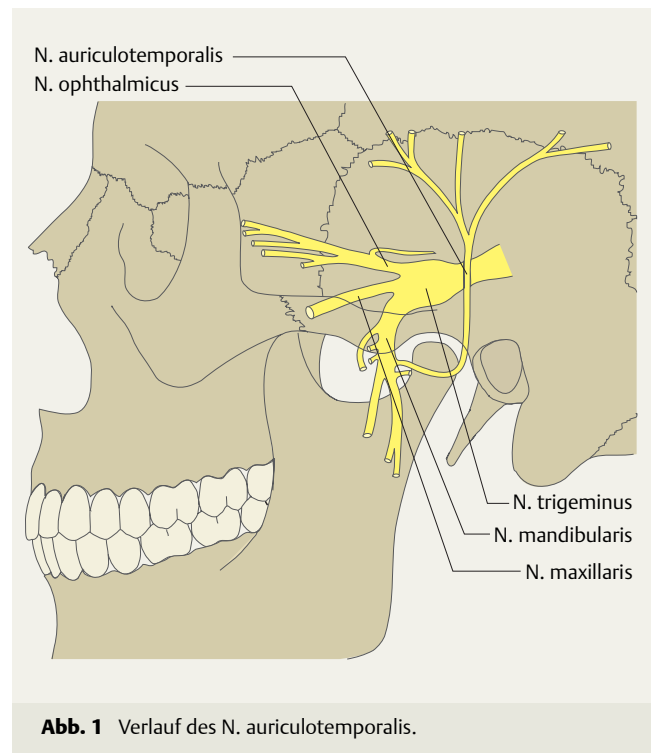 N. auriculotemporalis
N. ophthalmicus
N. trigeminus
N. mandibularis
N. maxillaris
Abb. 1 Verlauf des N. auriculotemporalis.